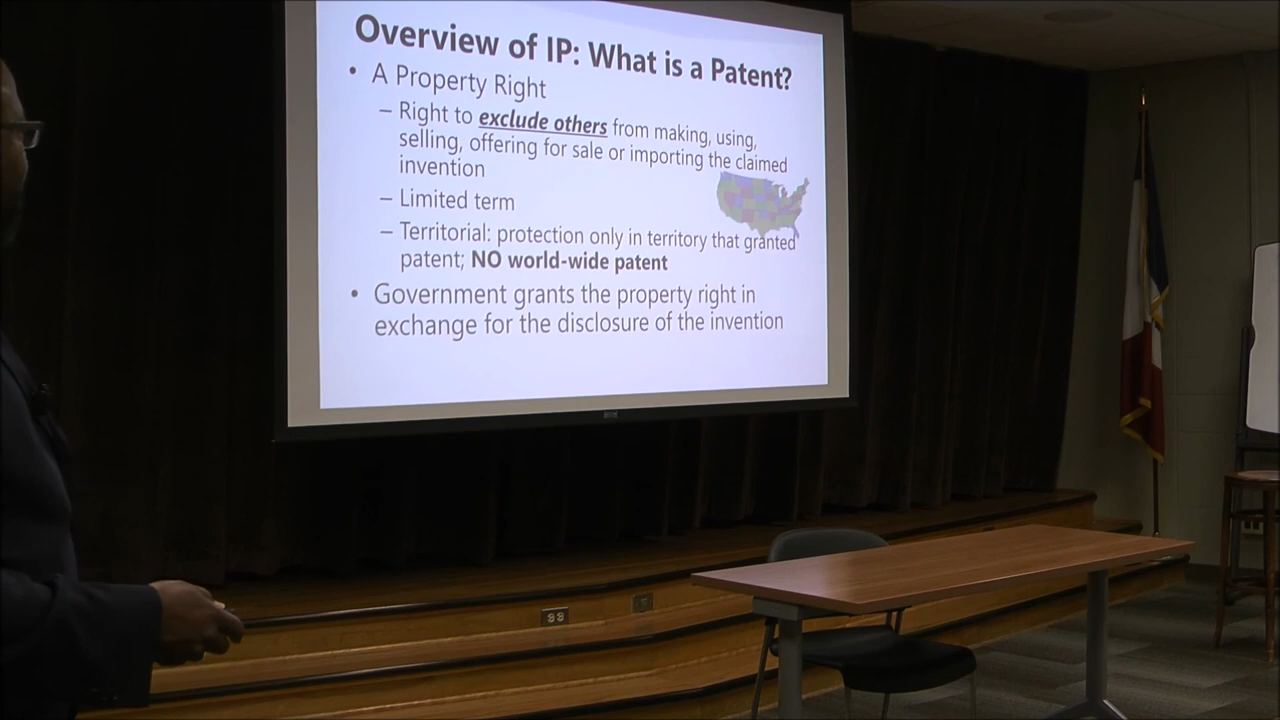 Overview of IP: What is a Patent?
• A Property Right
– Right to exclude others from making, using,
selling, offering for sale or importing the claimed
invention
– Limited term
– Territorial: protection only in territory that granted
patent; NO world-wide patent
• Government grants the property right in
exchange for the disclosure of the invention